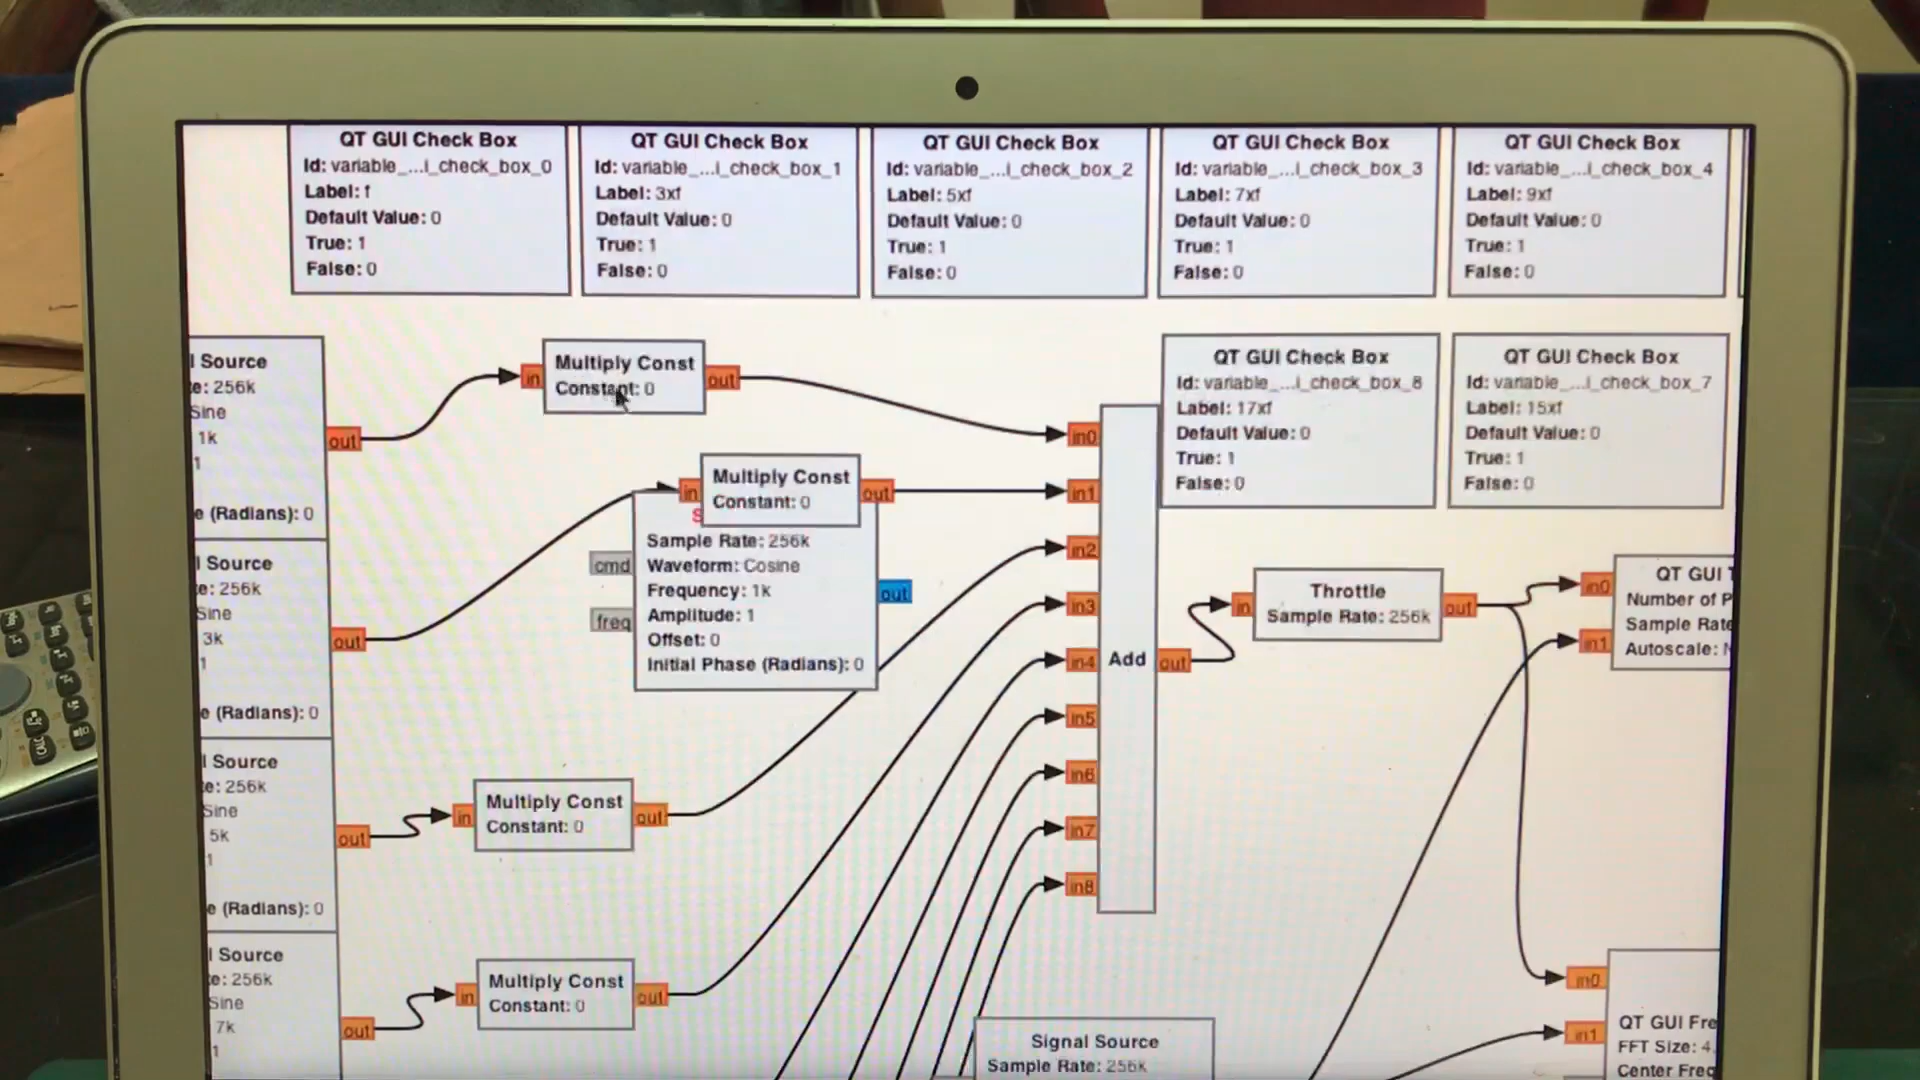 QT GUI Check Box
Id: variable_...i_check_box_0
Label: f
Default Value: 0
True: 1
False: 0
QT GUI Check Box
Id: variable_...i_check_box_1
Label: 3xf
Default Value: 0
True: 1
False: 0
QT GUI Check Box
Id: variable_...i_check_box_2
Label: 5xf
Default Value: 0
True: 1
False: 0
QT GUI Check Box
Id: variable_...i_check_box_3
Label: 7xf
Default Value: 0
True: 1
False: 0
QT GUI Check Box
Id: variable_...i_check_box_4
Label: 9xf
Default Value: 0
True: 1
False: 0
l Source
e: 256k
Sine
1k
1
e (Radians): 0
out
in
Multiply Const
Constant: 0
out
QT GUI Check Box
Id: variable_...i_check_box_8
Label: 17xf
Default Value: 0
True: 1
False: 0
QT GUI Check Box
Id: variable_...i_check_box_7
Label: 15xf
Default Value: 0
True: 1
False: 0
l Source
e: 256k
Sine
3k
1
e (Radians): 0
out
in
Multiply Const
Constant: 0
out
S
Sample Rate: 256k
Waveform: Cosine
Frequency: 1k
Amplitude: 1
Offset: 0
Initial Phase (Radians): 0
cmd
freq
out
in0
in1
in2
in3
in4
in5
in6
in7
in8
Add
out
in
Throttle
Sample Rate: 256k
out
in0
in1
QT GUI T
Number of P
Sample Rate
Autoscale: N
l Source
e: 256k
Sine
5k
1
e (Radians): 0
out
in
Multiply Const
Constant: 0
out
l Source
e: 256k
Sine
7k
1
out
in
Multiply Const
Constant: 0
out
Signal Source
Sample Rate: 256k
in0
in1
QT GUI Fre
FFT Size: 4
Center Freq
CALC